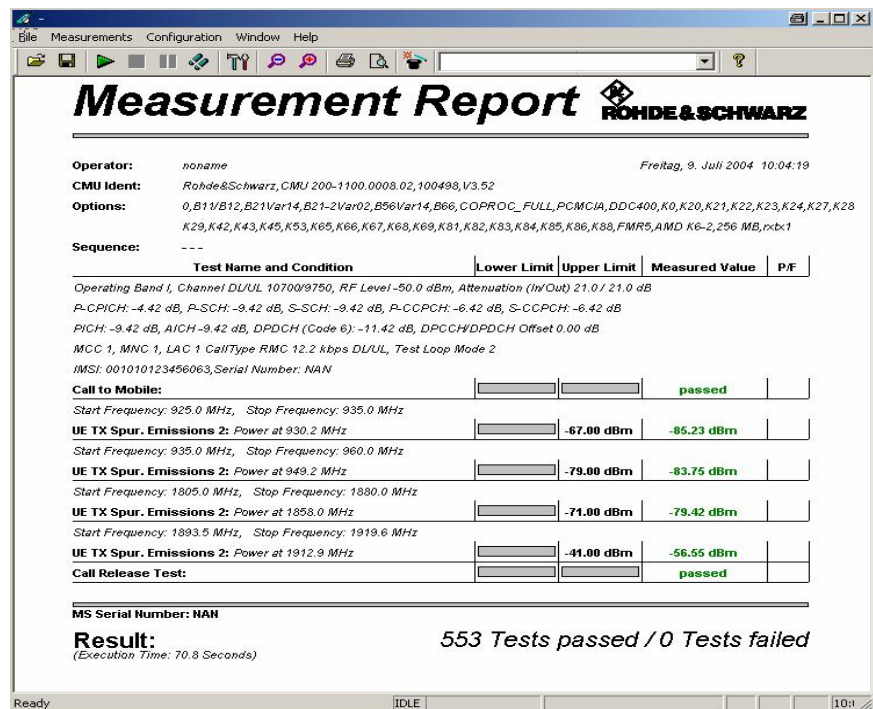 -
File Measurements Configuration Window Help
Measurement Report ROHDE&SCHWARZ
Operator: noname Freitag, 9. Juli 2004 10:04:19
CMU Ident: Rohde&Schwarz,CMU 200-1100.0008.02,100498,V3.52
Options: 0,B11/B12,B21Var14,B21-2Var02,B56Var14,B66,COPROC_FULL,PCMCIA,DDC400,K0,K20,K21,K22,K23,K24,K27,K28
K29,K42,K43,K45,K53,K65,K66,K67,K68,K69,K81,K82,K83,K84,K85,K86,K88,FMR5,AMD K6-2,256 MB,rxtx1
Sequence: ---
Test Name and Condition Lower Limit Upper Limit Measured Value P/F
Operating Band I, Channel DL/UL 10700/9750, RF Level -50.0 dBm, Attenuation (In/Out) 21.0 / 21.0 dB
P-CPICH: -4.42 dB, P-SCH: -9.42 dB, S-SCH: -9.42 dB, P-CCPCH: -6.42 dB, S-CCPCH: -6.42 dB
PICH: -9.42 dB, AICH -9.42 dB, DPDCH (Code 6): -11.42 dB, DPCCH/DPDCH Offset 0.00 dB
MCC 1, MNC 1, LAC 1 CallType RMC 12.2 kbps DL/UL, Test Loop Mode 2
IMSI: 001010123456063,Serial Number: NAN
Call to Mobile: passed
Start Frequency: 925.0 MHz, Stop Frequency: 935.0 MHz
UE TX Spur. Emissions 2: Power at 930.2 MHz -67.00 dBm -85.23 dBm
Start Frequency: 935.0 MHz, Stop Frequency: 960.0 MHz
UE TX Spur. Emissions 2: Power at 949.2 MHz -79.00 dBm -83.75 dBm
Start Frequency: 1805.0 MHz, Stop Frequency: 1880.0 MHz
UE TX Spur. Emissions 2: Power at 1858.0 MHz -71.00 dBm -79.42 dBm
Start Frequency: 1893.5 MHz, Stop Frequency: 1919.6 MHz
UE TX Spur. Emissions 2: Power at 1912.9 MHz -41.00 dBm -56.55 dBm
Call Release Test: passed
MS Serial Number: NAN
Result: 553 Tests passed / 0 Tests failed
(Execution Time: 70.8 Seconds)
Ready IDLE